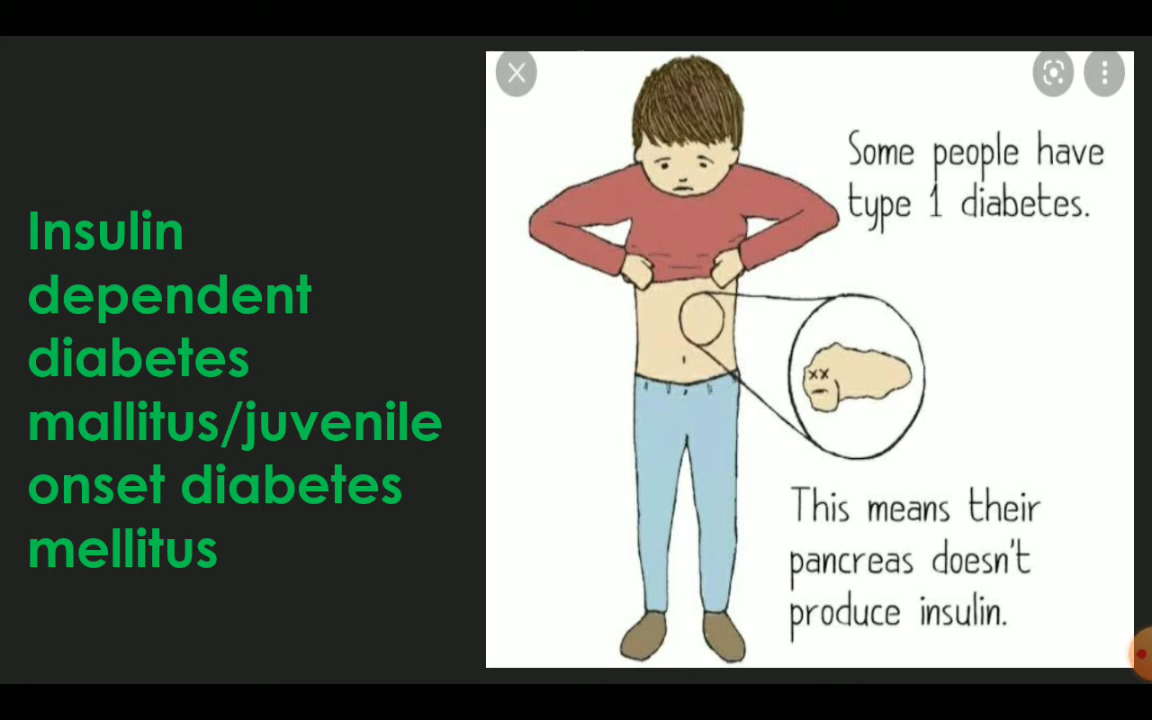 Insulin
dependent
diabetes
mallitus/juvenile
onset diabetes
mellitus
Some people have
type 1 diabetes.
xx
This means their
pancreas doesn't
produce insulin.